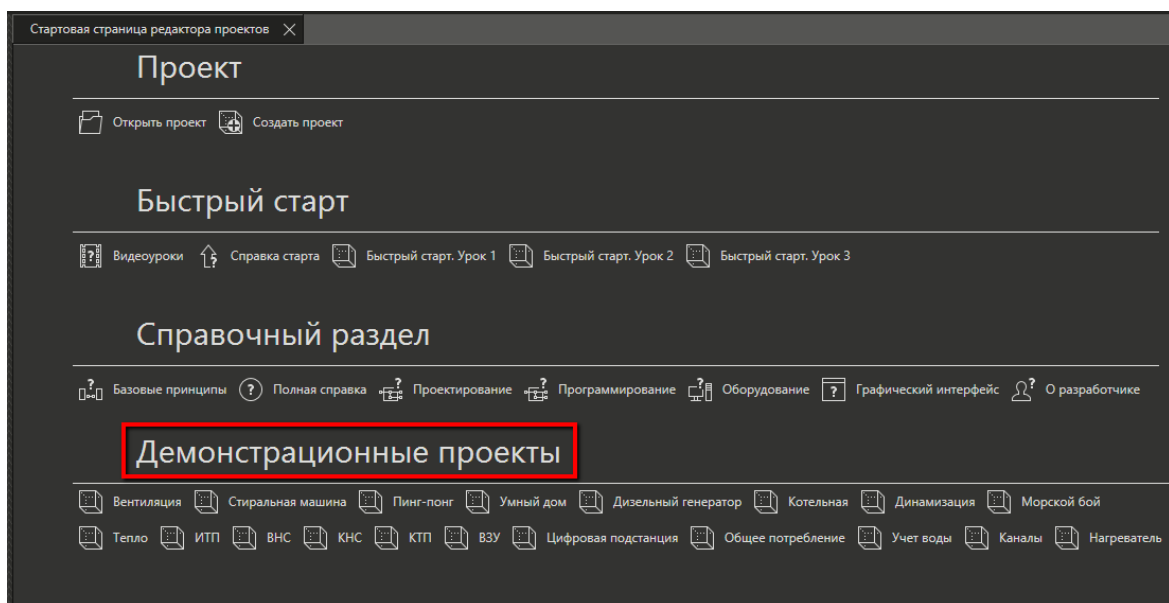 Стартовая страница редактора проектов
Проект
Открыть проект Создать проект
Быстрый старт
Видеоуроки Справка старта Быстрый старт. Урок 1 Быстрый старт. Урок 2 Быстрый старт. Урок 3
Справочный раздел
Базовые принципы Полная справка Проектирование Программирование Оборудование Графический интерфейс О разработчике
Демонстрационные проекты
Вентиляция Стиральная машина Пинг-понг Умный дом Дизельный генератор Котельная Динамизация Морской бой
Тепло ИТП ВНС КНС КТП ВЗУ Цифровая подстанция Общее потребление Учет воды Каналы Нагреватель